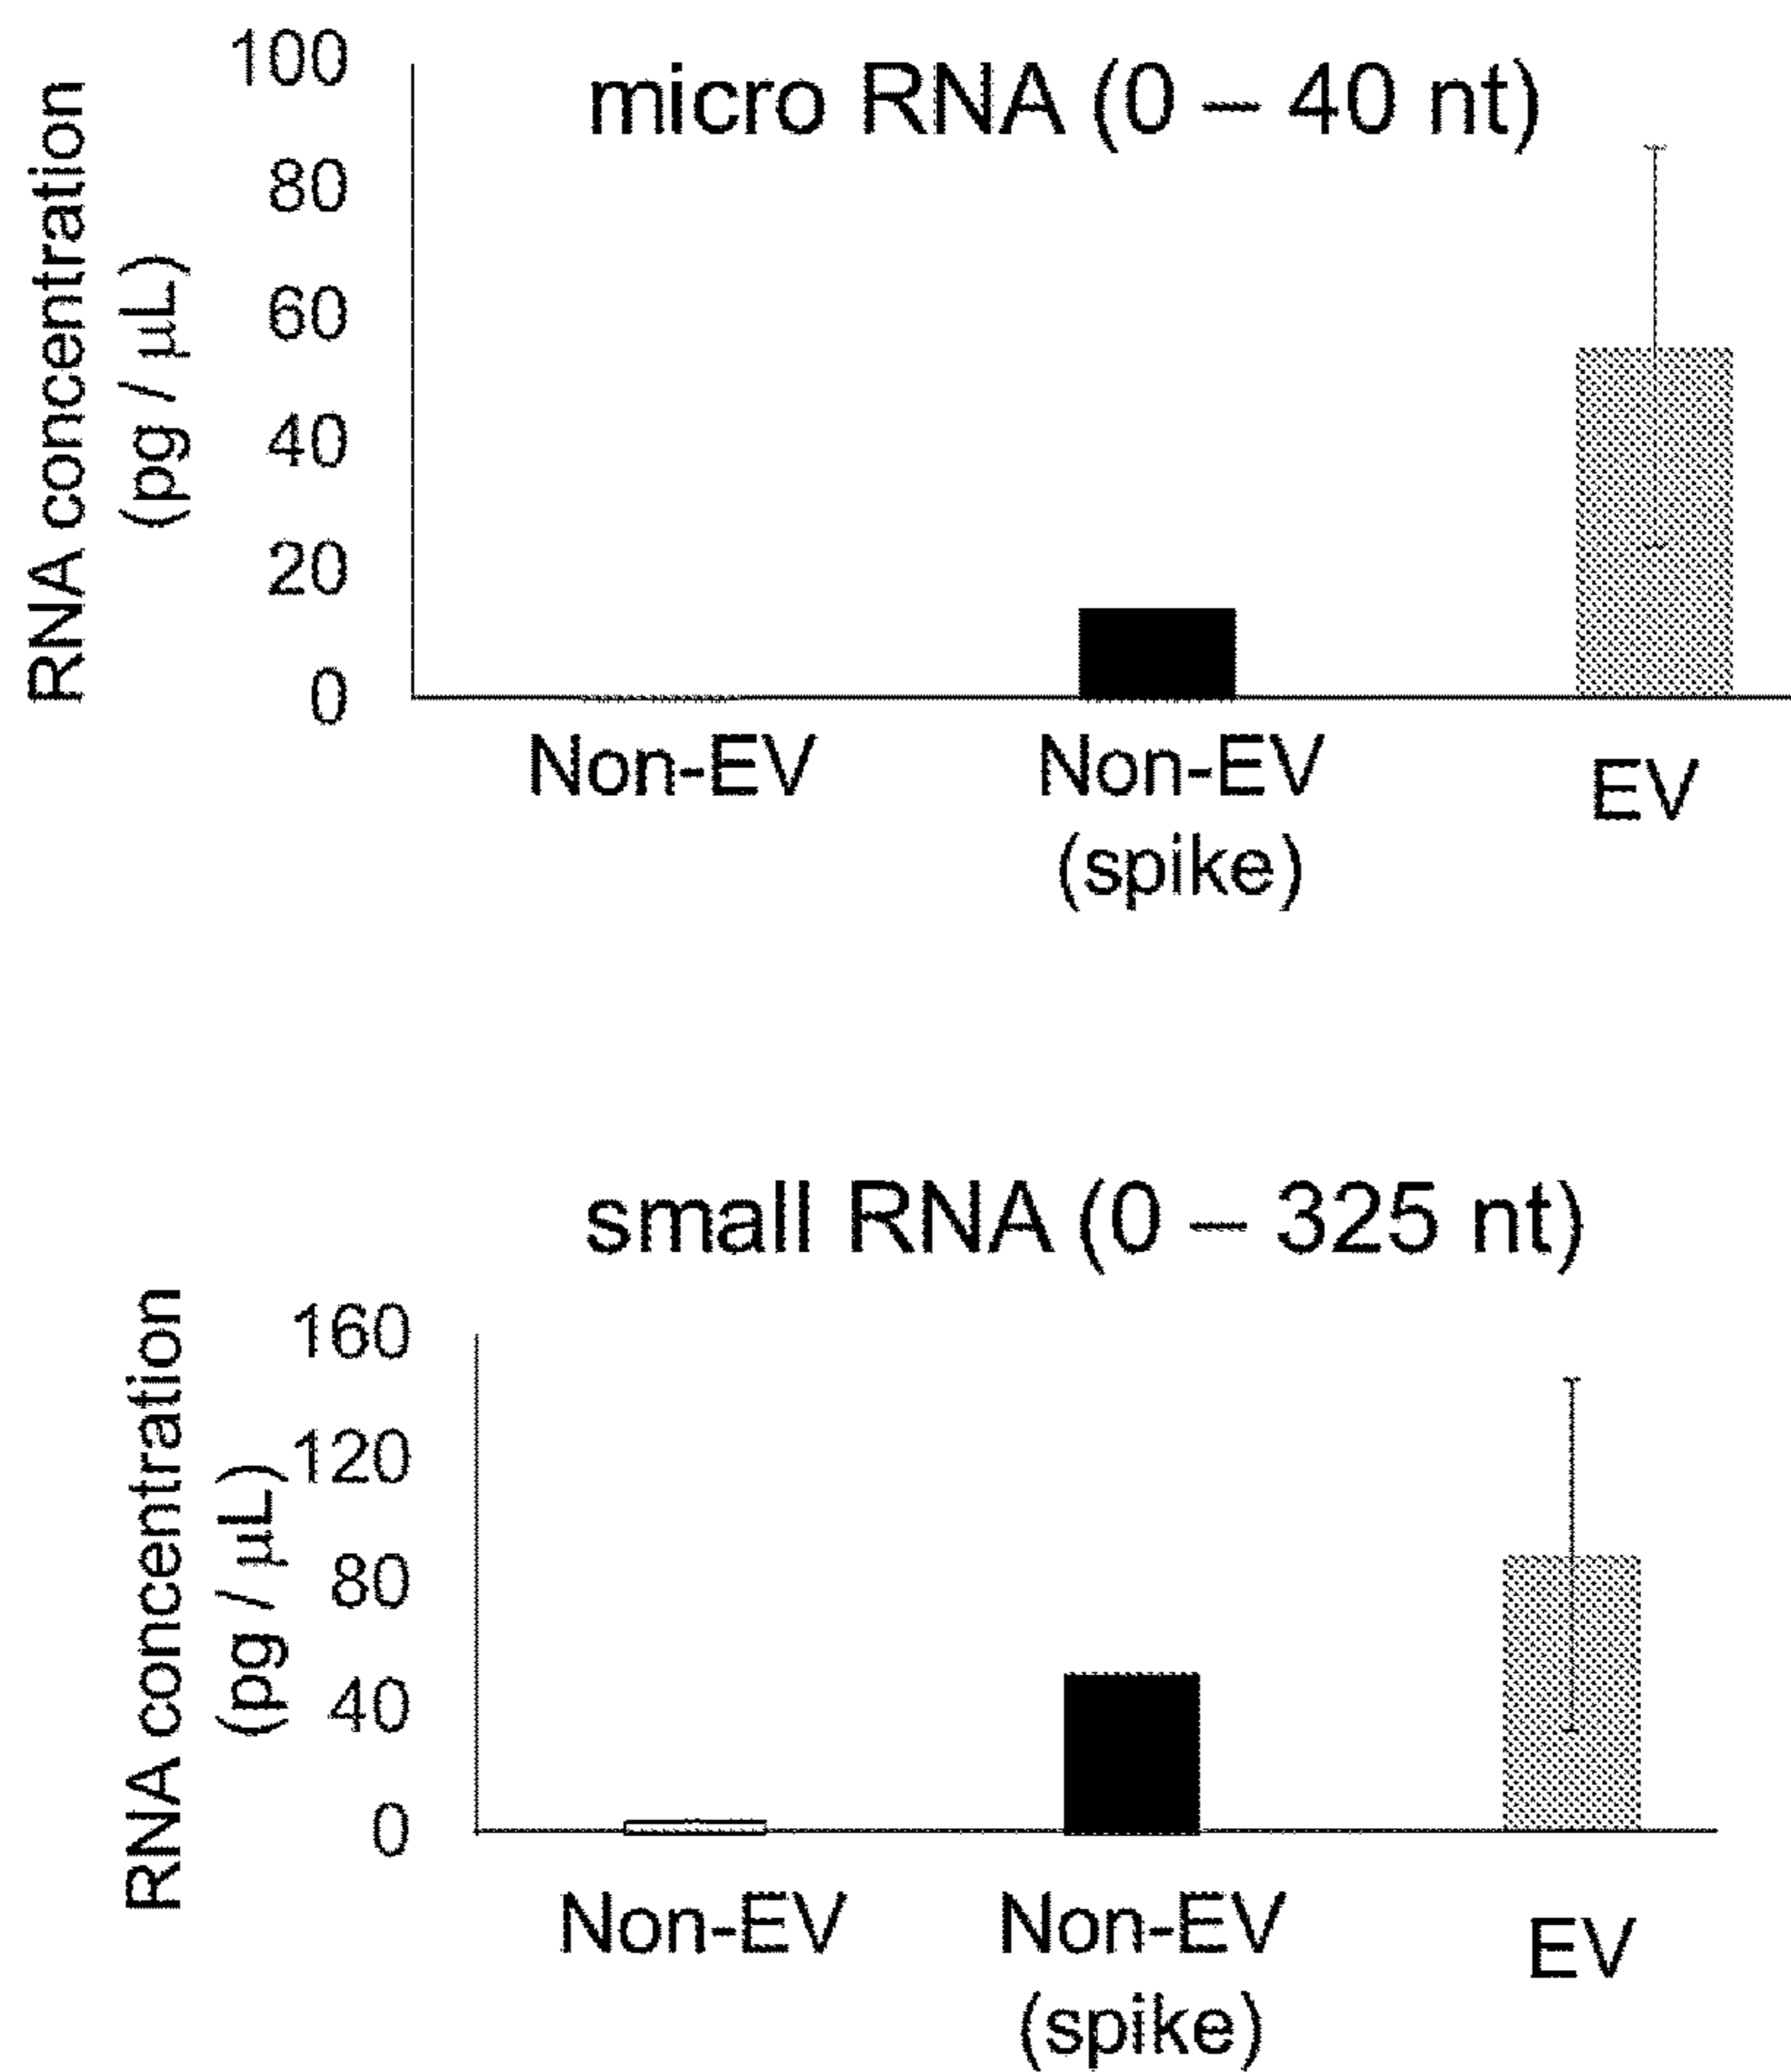 micro RNA (0 – 40 nt)
RNA concentration
(pg / μL)
100
80
60
40
20
0
Non-EV
Non-EV
(spike)
EV
small RNA (0 – 325 nt)
RNA concentration
(pg / μL)
160
120
80
40
0
Non-EV
Non-EV
(spike)
EV